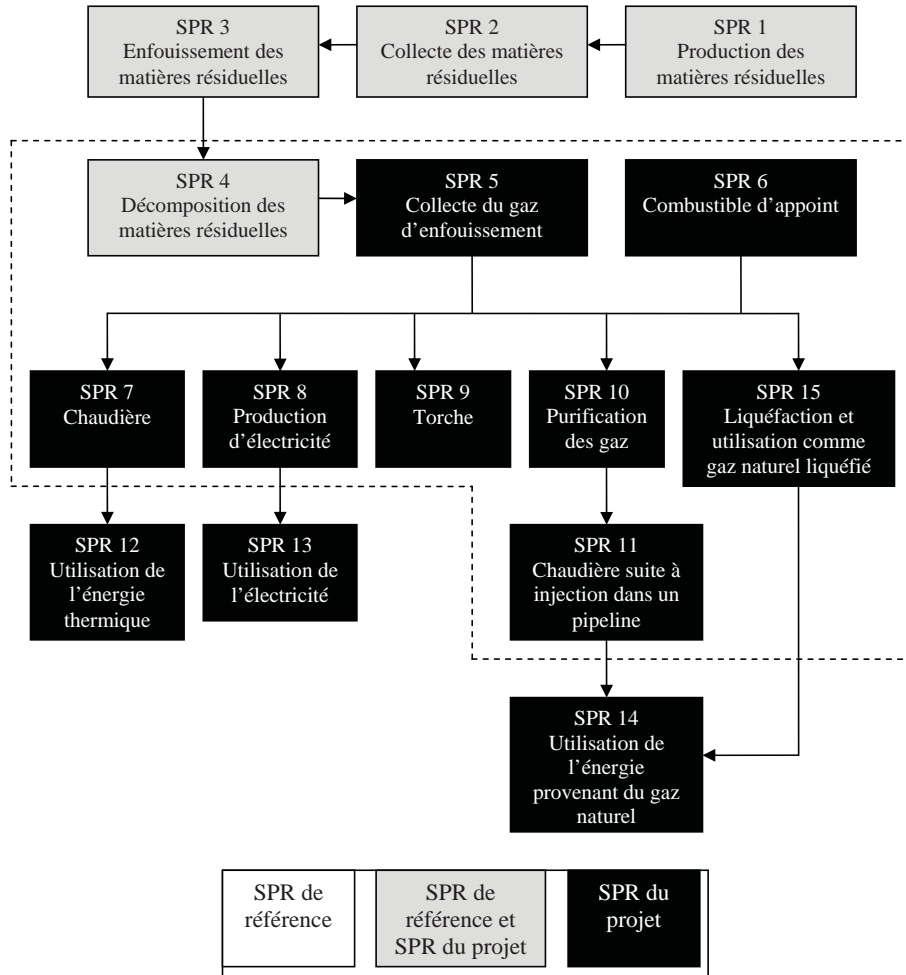 SPR 3
Enfouissement des
matières résiduelles
SPR 2
Collecte des matières
résiduelles
SPR 1
Production des
matières résiduelles
SPR 4
Décomposition des
matières résiduelles
SPR 5
Collecte du gaz
d’enfouissement
SPR 6
Combustible d’appoint
SPR 7
Chaudière
SPR 8
Production
d’électricité
SPR 9
Torche
SPR 10
Purification
des gaz
SPR 15
Liquéfaction et
utilisation comme
gaz naturel liquéfié
SPR 12
Utilisation de
l’énergie
thermique
SPR 13
Utilisation de
l’électricité
SPR 11
Chaudière suite à
injection dans un
pipeline
SPR 14
Utilisation de
l’énergie
provenant du gaz
naturel
SPR de
référence
SPR de
référence et
SPR du projet
SPR du
projet